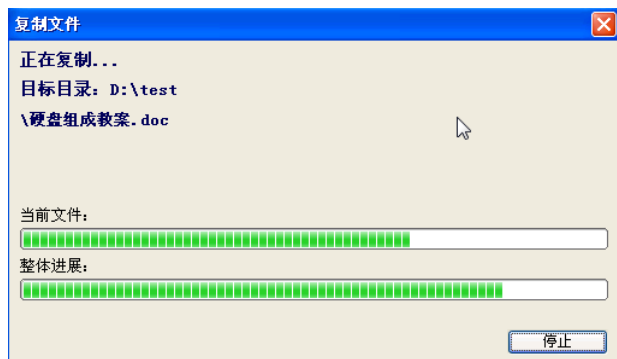 复制文件
正在复制...
目标目录: D:\test
\硬盘组成教案.doc
当前文件:
整体进展:
停止